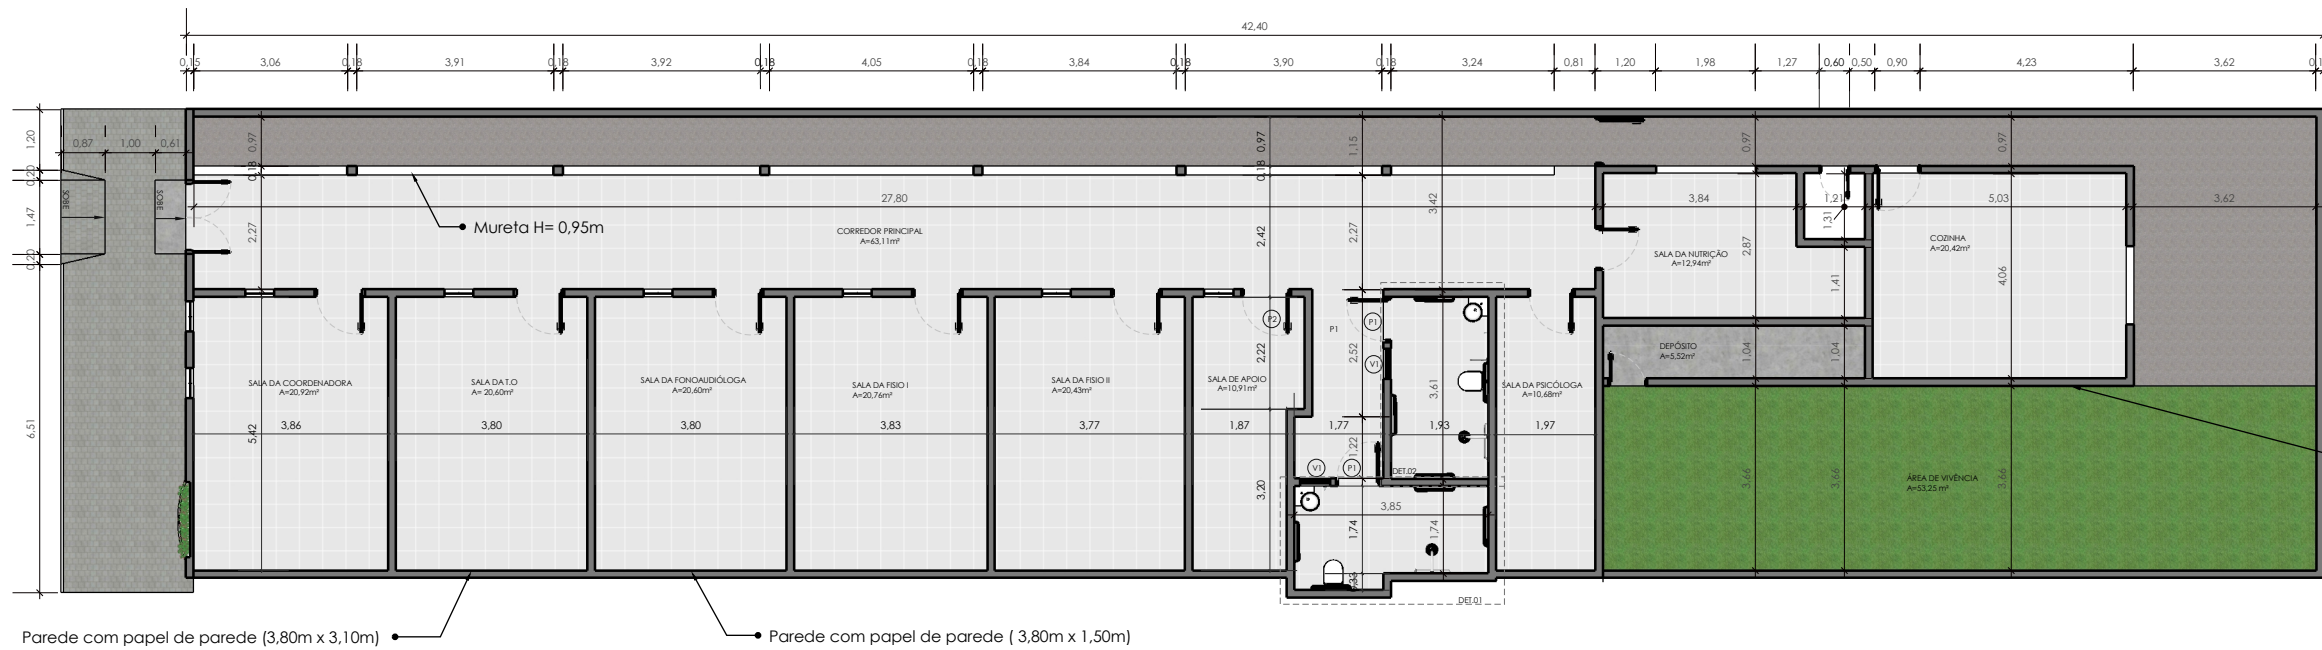 42,40
0,15
3,06
0,18
3,91
0,18
3,92
0,18
4,05
0,18
3,84
0,18
3,90
0,18
3,24
0,81
1,20
1,98
1,27
0,60
0,50
0,90
4,23
3,62
1,20
0,87
1,00
0,61
0,20
1,47
0,20
6,51
SOBE
SOBE
0,97
0,18
2,27
27,80
Mureta H= 0,95m
CORREDOR PRINCIPAL
A=63,11m²
0,97
0,18
2,42
1,15
2,27
3,42
0,97
3,84
1,21
1,31
0,97
5,03
3,62
SALA DA NUTRIÇÃO
A=12,94m²
2,87
1,41
COZINHA
A=20,42m²
4,06
DEPÓSITO
A=5,52m²
1,04
1,04
SALA DA COORDENADORA
A=20,92m²
3,86
5,42
SALA DA T.O
A= 20,60m²
3,80
SALA DA FONOAUDIÓLOGA
A=20,60m²
3,80
SALA DA FISIO I
A=20,76m²
3,83
SALA DA FISIO II
A=20,43m²
3,77
SALA DE APOIO
A=10,91m²
1,87
P2
2,22
3,20
P1
P1
V1
2,52
1,77
1,22
V1
P1
3,61
1,93
DET.02
SALA DA PSICÓLOGA
A=10,68m²
1,97
3,85
1,74
1,74
0,33
DET.01
3,66
3,66
3,66
ÁREA DE VIVÊNCIA
A=53,25 m²
Parede com papel de parede (3,80m x 3,10m)
Parede com papel de parede ( 3,80m x 1,50m)